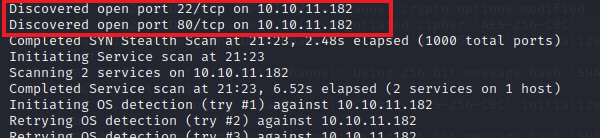 Discovered open port 22/tcp on 10.10.11.182
Discovered open port 80/tcp on 10.10.11.182
Completed SYN Stealth Scan at 21:23, 2.48s elapsed (1000 total ports)
Initiating Service scan at 21:23
Scanning 2 services on 10.10.11.182
Completed Service scan at 21:23, 6.52s elapsed (2 services on 1 host)
Initiating OS detection (try #1) against 10.10.11.182
Retrying OS detection (try #2) against 10.10.11.182
Retrying OS detection (try #3) against 10.10.11.182